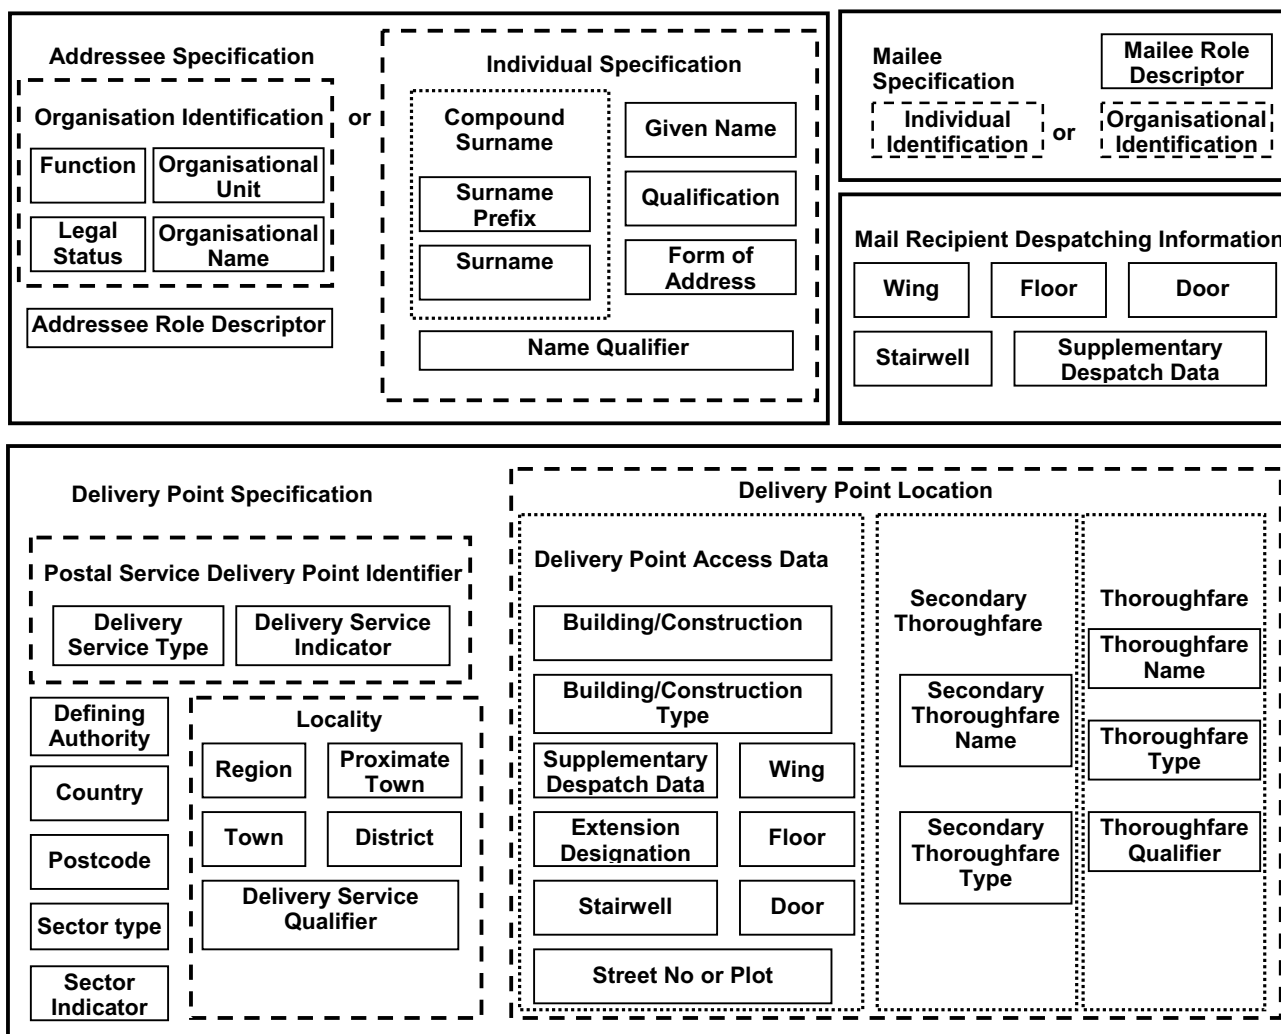 Addressee Specification
Organisation Identification
Function
Organisational
Unit
Legal
Status
Organisational
Name
Addressee Role Descriptor
or
Individual Specification
Compound
Surname
Surname
Prefix
Surname
Given Name
Qualification
Form of
Address
Name Qualifier
Mailee
Specification
Mailee Role
Descriptor
Individual
Identification
or
Organisational
Identification
Mail Recipient Despatching Information
Wing
Floor
Door
Stairwell
Supplementary
Despatch Data
Delivery Point Specification
Postal Service Delivery Point Identifier
Delivery
Service Type
Delivery Service
Indicator
Defining
Authority
Country
Postcode
Sector type
Sector
Indicator
Locality
Region
Proximate
Town
Town
District
Delivery Service
Qualifier
Delivery Point Location
Delivery Point Access Data
Building/Construction
Building/Construction
Type
Supplementary
Despatch Data
Wing
Extension
Designation
Floor
Stairwell
Door
Street No or Plot
Secondary
Thoroughfare
Secondary
Thoroughfare
Name
Secondary
Thoroughfare
Type
Thoroughfare
Thoroughfare
Name
Thoroughfare
Type
Thoroughfare
Qualifier